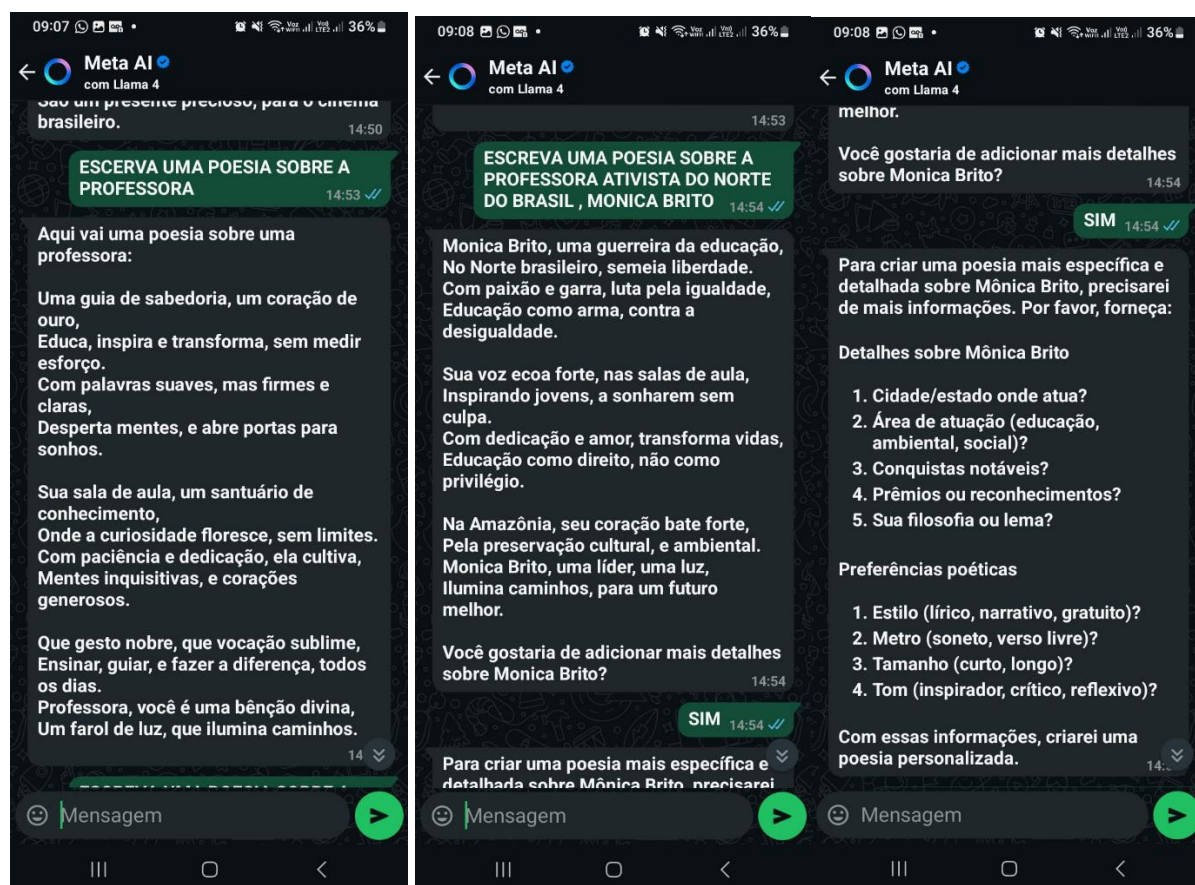 09:07
36%
Meta AI
com Llama 4
São um presente precioso, para o cinema
brasileiro.
14:50
ESCERVA UMA POESIA SOBRE A
PROFESSORA
14:53
Aqui vai uma poesia sobre uma
professora:
Uma guia de sabedoria, um coração de
ouro,
Educa, inspira e transforma, sem medir
esforço.
Com palavras suaves, mas firmes e
claras,
Desperta mentes, e abre portas para
sonhos.
Sua sala de aula, um santuário de
conhecimento,
Onde a curiosidade floresce, sem limites.
Com paciência e dedicação, ela cultiva,
Mentes inquisitivas, e corações
generosos.
Que gesto nobre, que vocação sublime,
Ensinar, guiar, e fazer a diferença, todos
os dias.
Professora, você é uma bênção divina,
Um farol de luz, que ilumina caminhos.
14
Mensagem
09:08
36%
Meta AI
com Llama 4
14:53
ESCREVA UMA POESIA SOBRE A
PROFESSORA ATIVISTA DO NORTE
DO BRASIL , MONICA BRITO
14:54
Monica Brito, uma guerreira da educação,
No Norte brasileiro, semeia liberdade.
Com paixão e garra, luta pela igualdade,
Educação como arma, contra a
desigualdade.
Sua voz ecoa forte, nas salas de aula,
Inspirando jovens, a sonharem sem
culpa.
Com dedicação e amor, transforma vidas,
Educação como direito, não como
privilégio.
Na Amazônia, seu coração bate forte,
Pela preservação cultural, e ambiental.
Monica Brito, uma líder, uma luz,
Ilumina caminhos, para um futuro
melhor.
Você gostaria de adicionar mais detalhes
sobre Monica Brito?
14:54
SIM 14:54
Para criar uma poesia mais específica e
detalhada sobre Mônica Brito, precisarei
Mensagem
09:08
36%
Meta AI
com Llama 4
melhor.
Você gostaria de adicionar mais detalhes
sobre Monica Brito?
14:54
SIM 14:54
Para criar uma poesia mais específica e
detalhada sobre Mônica Brito, precisarei
de mais informações. Por favor, forneça:
Detalhes sobre Mônica Brito
1. Cidade/estado onde atua?
2. Área de atuação (educação,
ambiental, social)?
3. Conquistas notáveis?
4. Prêmios ou reconhecimentos?
5. Sua filosofia ou lema?
Preferências poéticas
1. Estilo (lírico, narrativo, gratuito)?
2. Metro (soneto, verso livre)?
3. Tamanho (curto, longo)?
4. Tom (inspirador, crítico, reflexivo)?
Com essas informações, criarei uma
poesia personalizada.
Mensagem